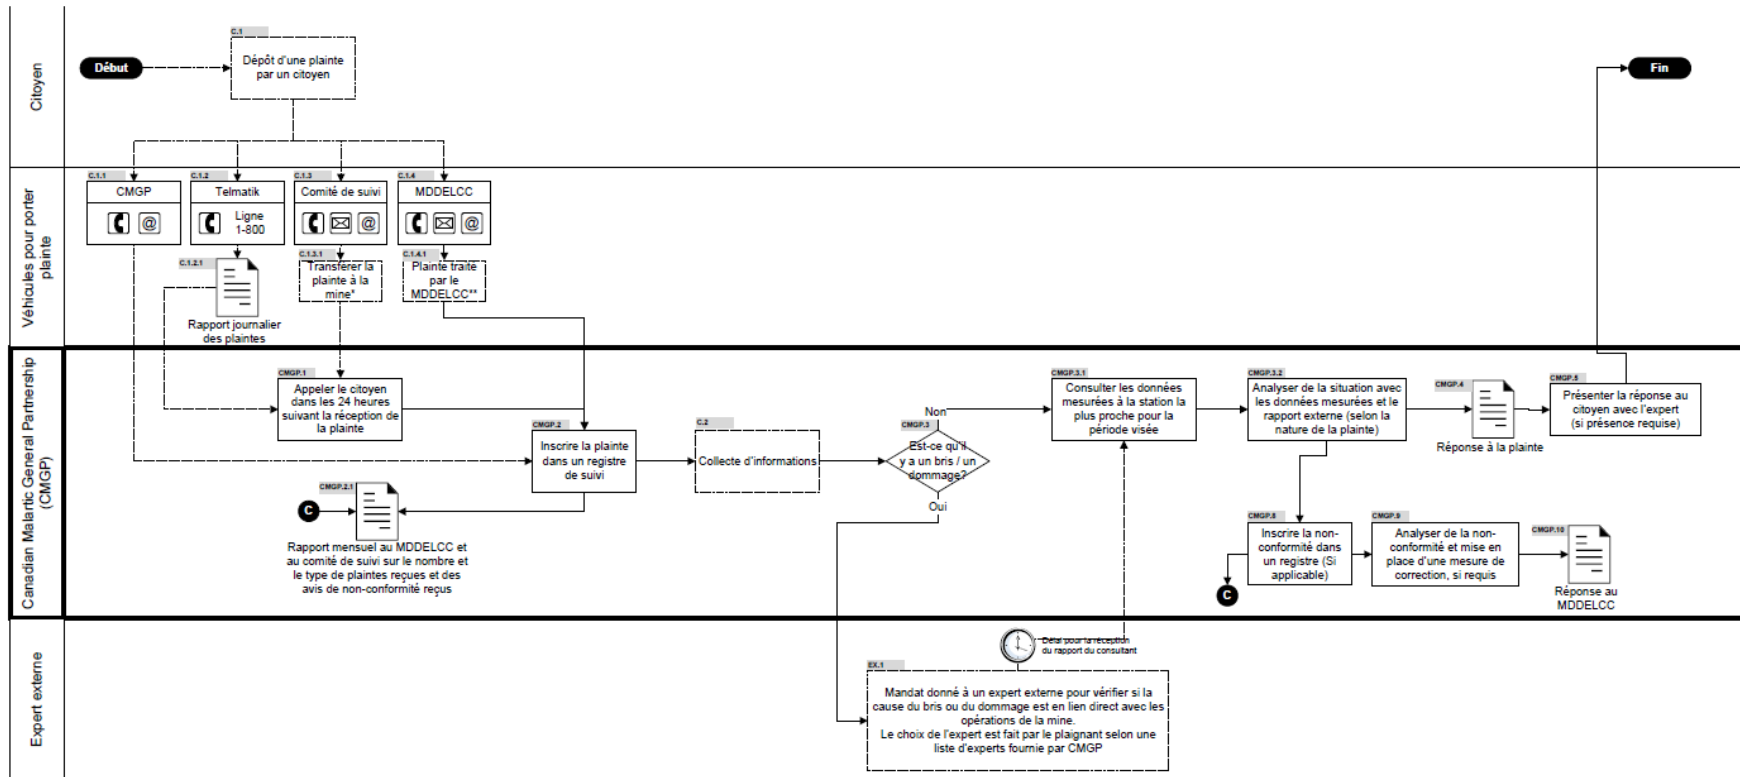 Citoyen
Début
C.1
Dépôt d'une plainte
par un citoyen
Fin
Véhicules pour porter
plainte
C.1.1
CMGP
@
C.1.2
Telmatik
Ligne
1-800
C.1.3
Comité de suivi
@
C.1.4
MDDELCC
@
C.1.2.1
Rapport journalier
des plaintes
C.1.3.1
Transférer la
plainte à la
mine*
C.1.4.1
Plainte traite
par le
MDDELCC**
Canadian Malartic General Partnership
(CMGP)
CMGP.1
Appeler le citoyen
dans les 24 heures
suivant la réception de
la plainte
CMGP.2
Inscrire la plainte
dans un registre
de suivi
CMGP.2.1
C
Rapport mensuel au MDDELCC et
au comité de suivi sur le nombre et
le type de plaintes reçues et des
avis de non-conformité reçus
C.2
Collecte d'informations
CMGP.3
Est-ce qu'il
y a un bris / un
dommage?
Non
Oui
CMGP.3.1
Consulter les données
mesurées à la station la
plus proche pour la
période visée
CMGP.3.2
Analyser de la situation avec
les données mesurées et le
rapport externe (selon la
nature de la plainte)
CMGP.4
Réponse à la plainte
CMGP.5
Présenter la réponse au
citoyen avec l'expert
(si présence requise)
CMGP.8
Inscrire la non-
conformité dans
un registre (Si
applicable)
C
CMGP.9
Analyser de la non-
conformité et mise en
place d'une mesure de
correction, si requis
CMGP.10
Réponse au
MDDELCC
Expert externe
Délai pour la réception
du rapport du consultant
EX.1
Mandat donné à un expert externe pour vérifier si la
cause du bris ou du dommage est en lien direct avec les
opérations de la mine.
Le choix de l'expert est fait par le plaignant selon une
liste d'experts fournie par CMGP